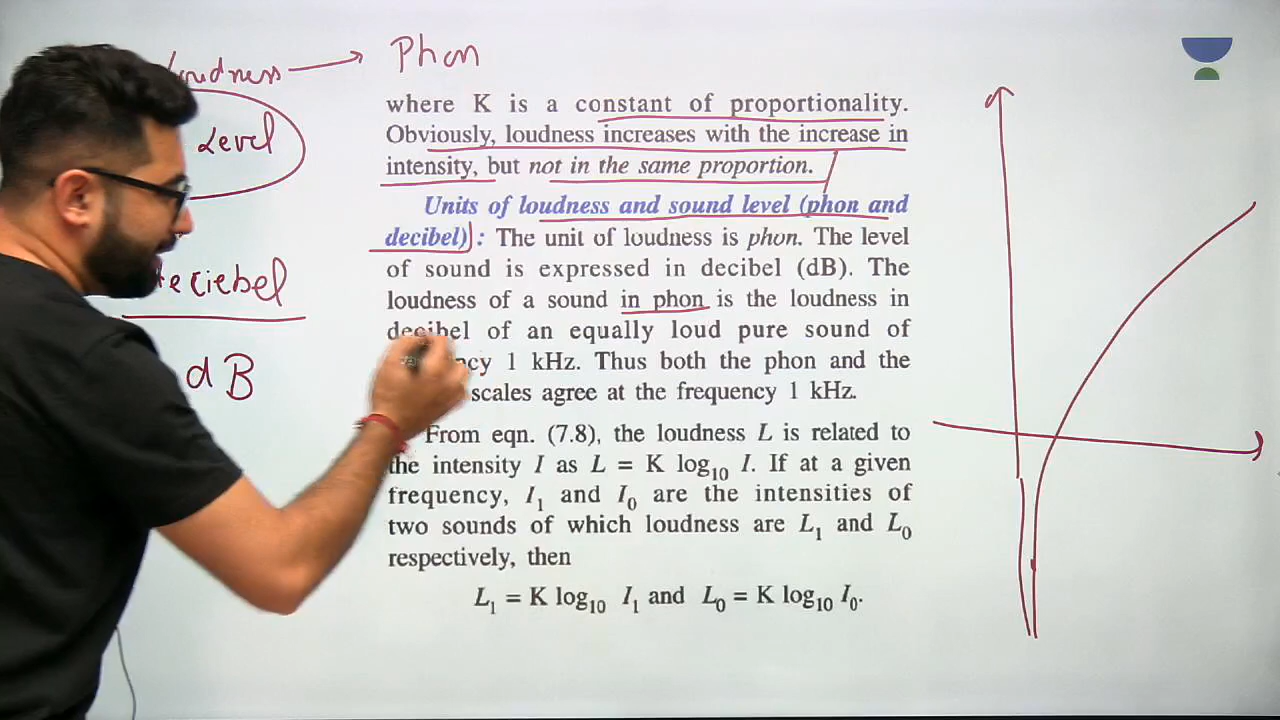 Loudness → Phon
Level
deciebel
dB
where K is a constant of proportionality.
Obviously, loudness increases with the increase in
intensity, but not in the same proportion.
Units of loudness and sound level (phon and
decibel) : The unit of loudness is phon. The level
of sound is expressed in decibel (dB). The
loudness of a sound in phon is the loudness in
decibel of an equally loud pure sound of
1 kHz. Thus both the phon and the
scales agree at the frequency 1 kHz.
From eqn. (7.8), the loudness L is related to
the intensity I as L = K log₁₀ I. If at a given
frequency, I₁ and I₀ are the intensities of
two sounds of which loudness are L₁ and L₀
respectively, then
L₁ = K log₁₀ I₁ and L₀ = K log₁₀ I₀.